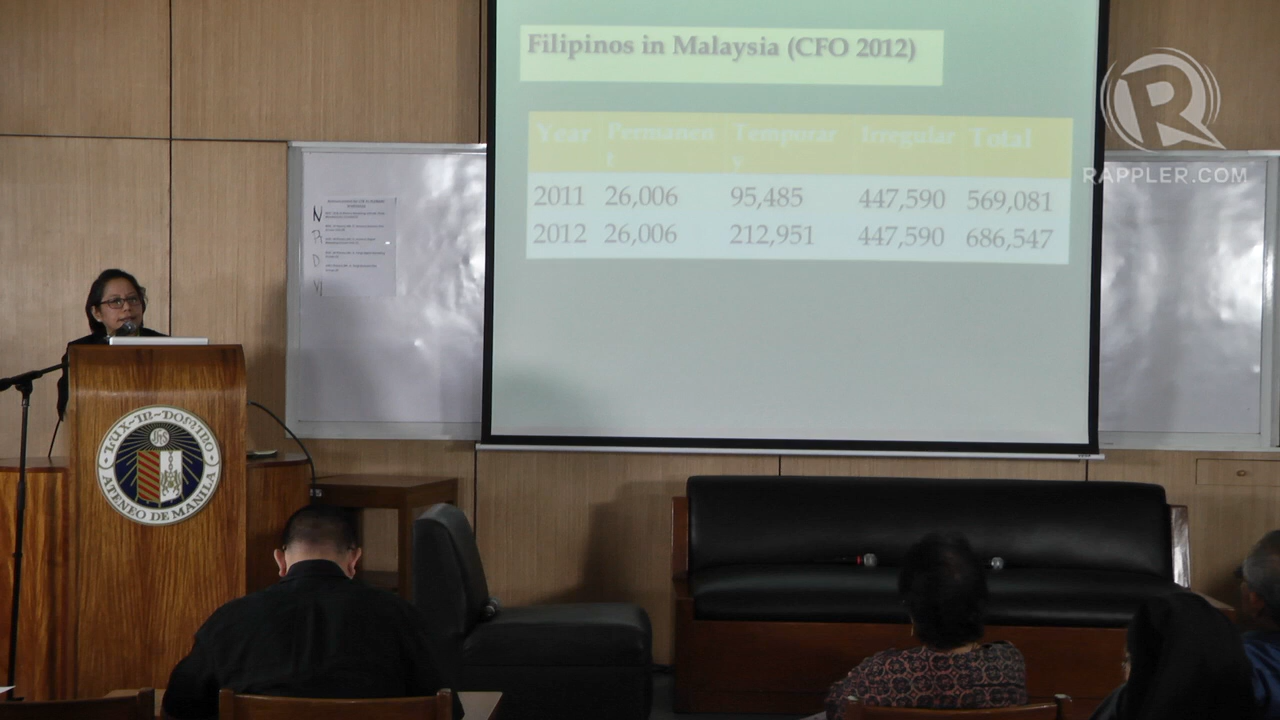 Filipinos in Malaysia (CFO 2012)
Year Permanen Temporar Irregular Total
t y
2011 26,006 95,485 447,590 569,081
2012 26,006 212,951 447,590 686,547
R
RAPPLER.COM
N
LUX-IN-DOMINO
IHS
ATENEO DE MANILA